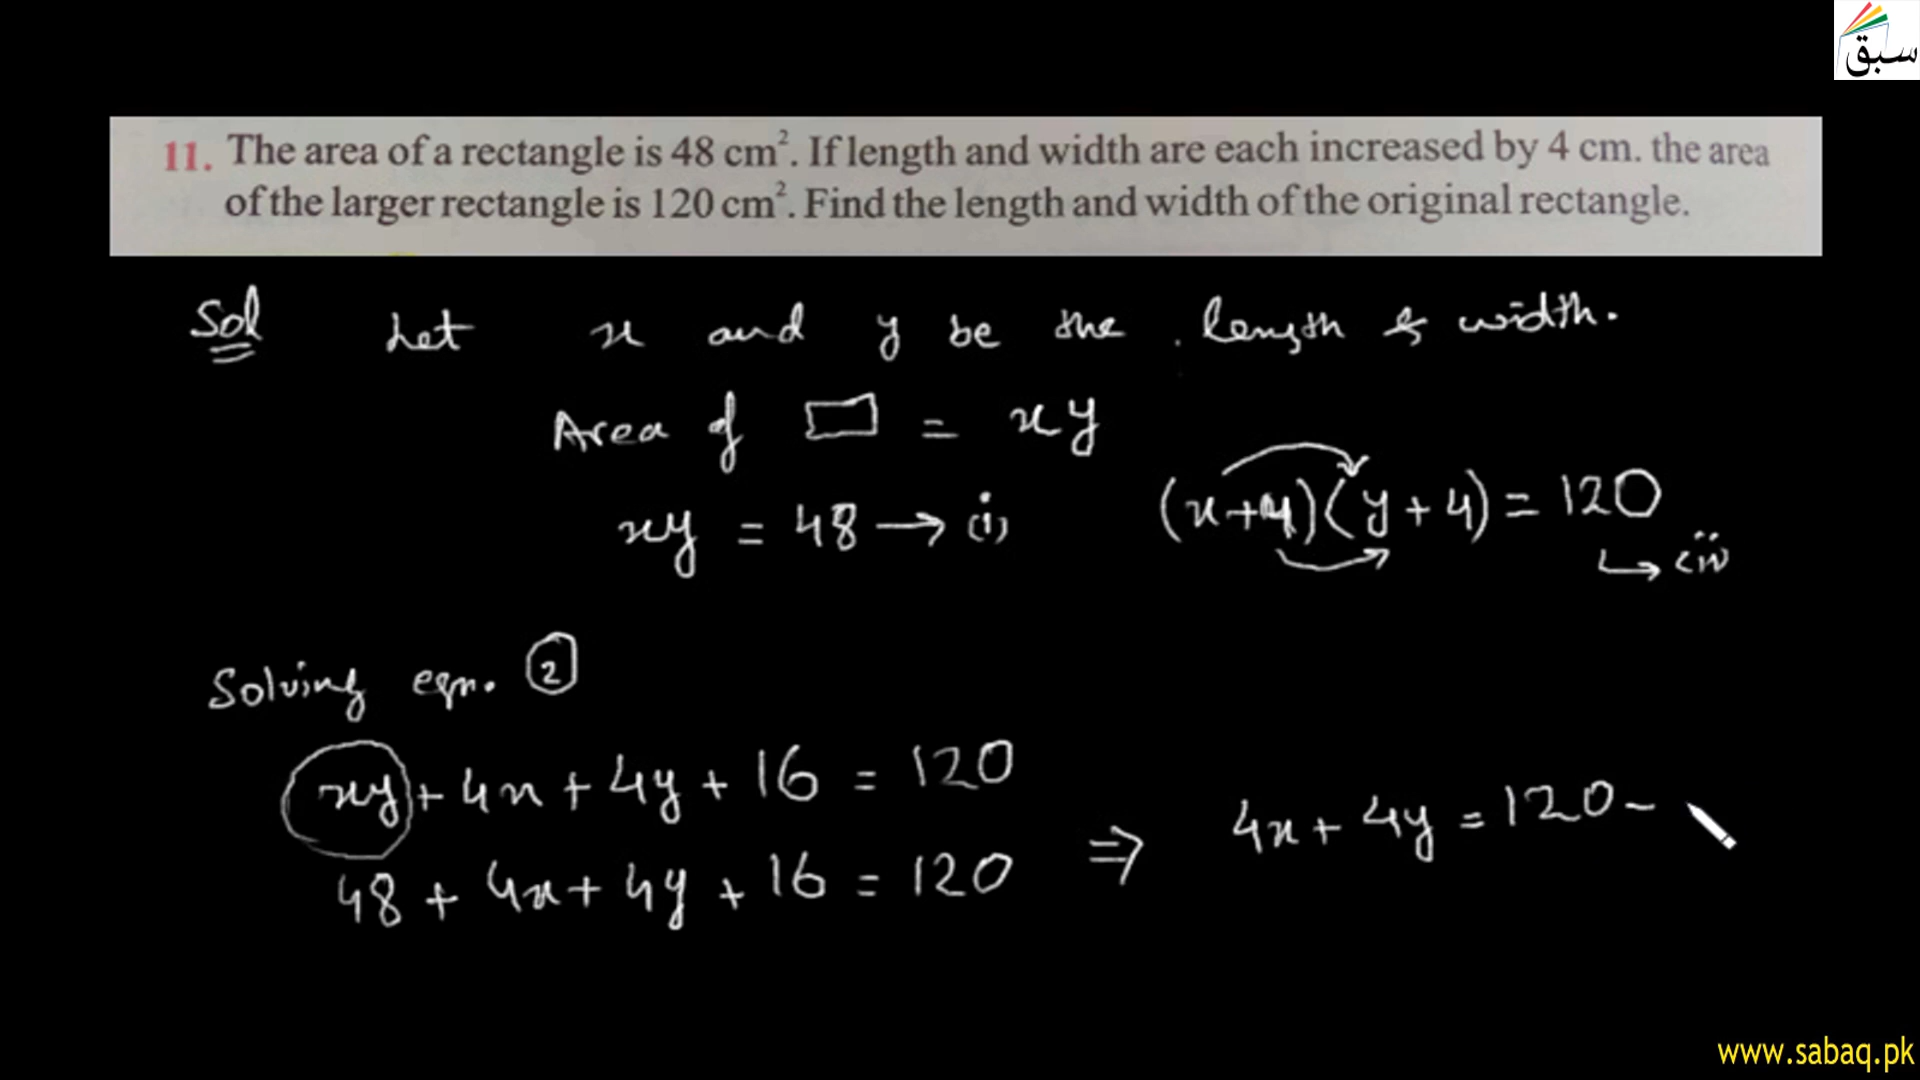 سبق
11. The area of a rectangle is 48 cm². If length and width are each increased by 4 cm. the area
of the larger rectangle is 120 cm². Find the length and width of the original rectangle.
Sol Let x and y be the length & width.
Area of ▭ = xy
xy = 48 → (i) (x+4)(y+4) = 120
↳ (ii)
Solving eqn. ②
xy + 4x + 4y + 16 = 120
48 + 4x + 4y + 16 = 120 ⇒ 4x + 4y = 120 -
www.sabaq.pk